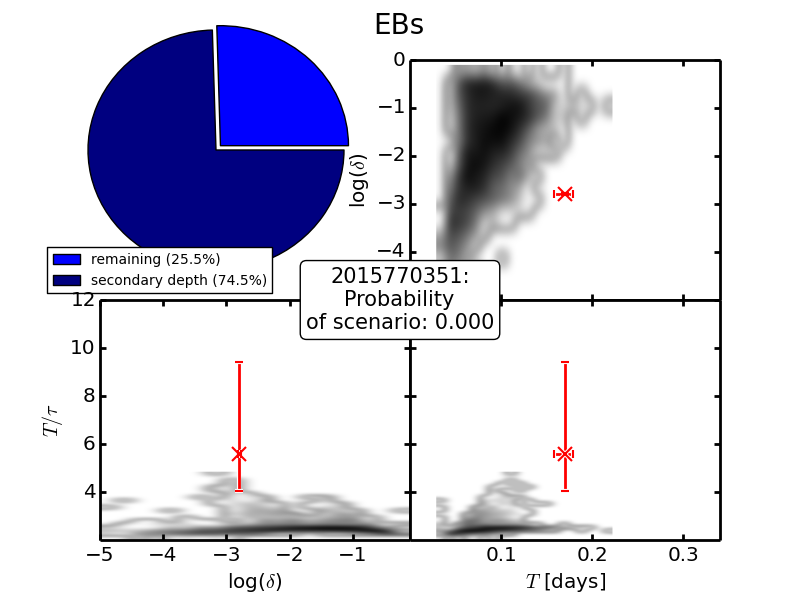 EBs
0
−1
−2
−3
−4
log(δ)
remaining (25.5%)
secondary depth (74.5%)
2015770351:
Probability
of scenario: 0.000
12
10
8
6
4
T/τ
−5 −4 −3 −2 −1
log(δ)
0.1 0.2 0.3
T [days]